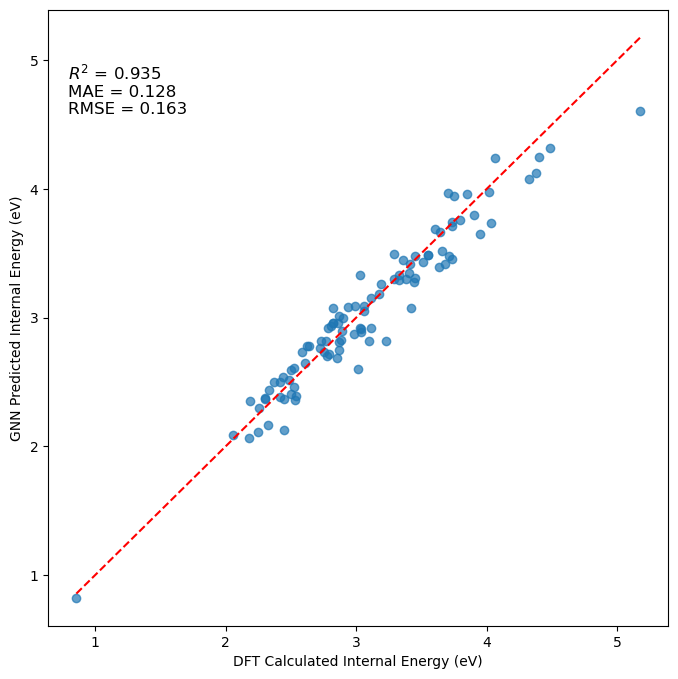 R² = 0.935
MAE = 0.128
RMSE = 0.163
GNN Predicted Internal Energy (eV)
5
4
3
2
1
1 2 3 4 5
DFT Calculated Internal Energy (eV)